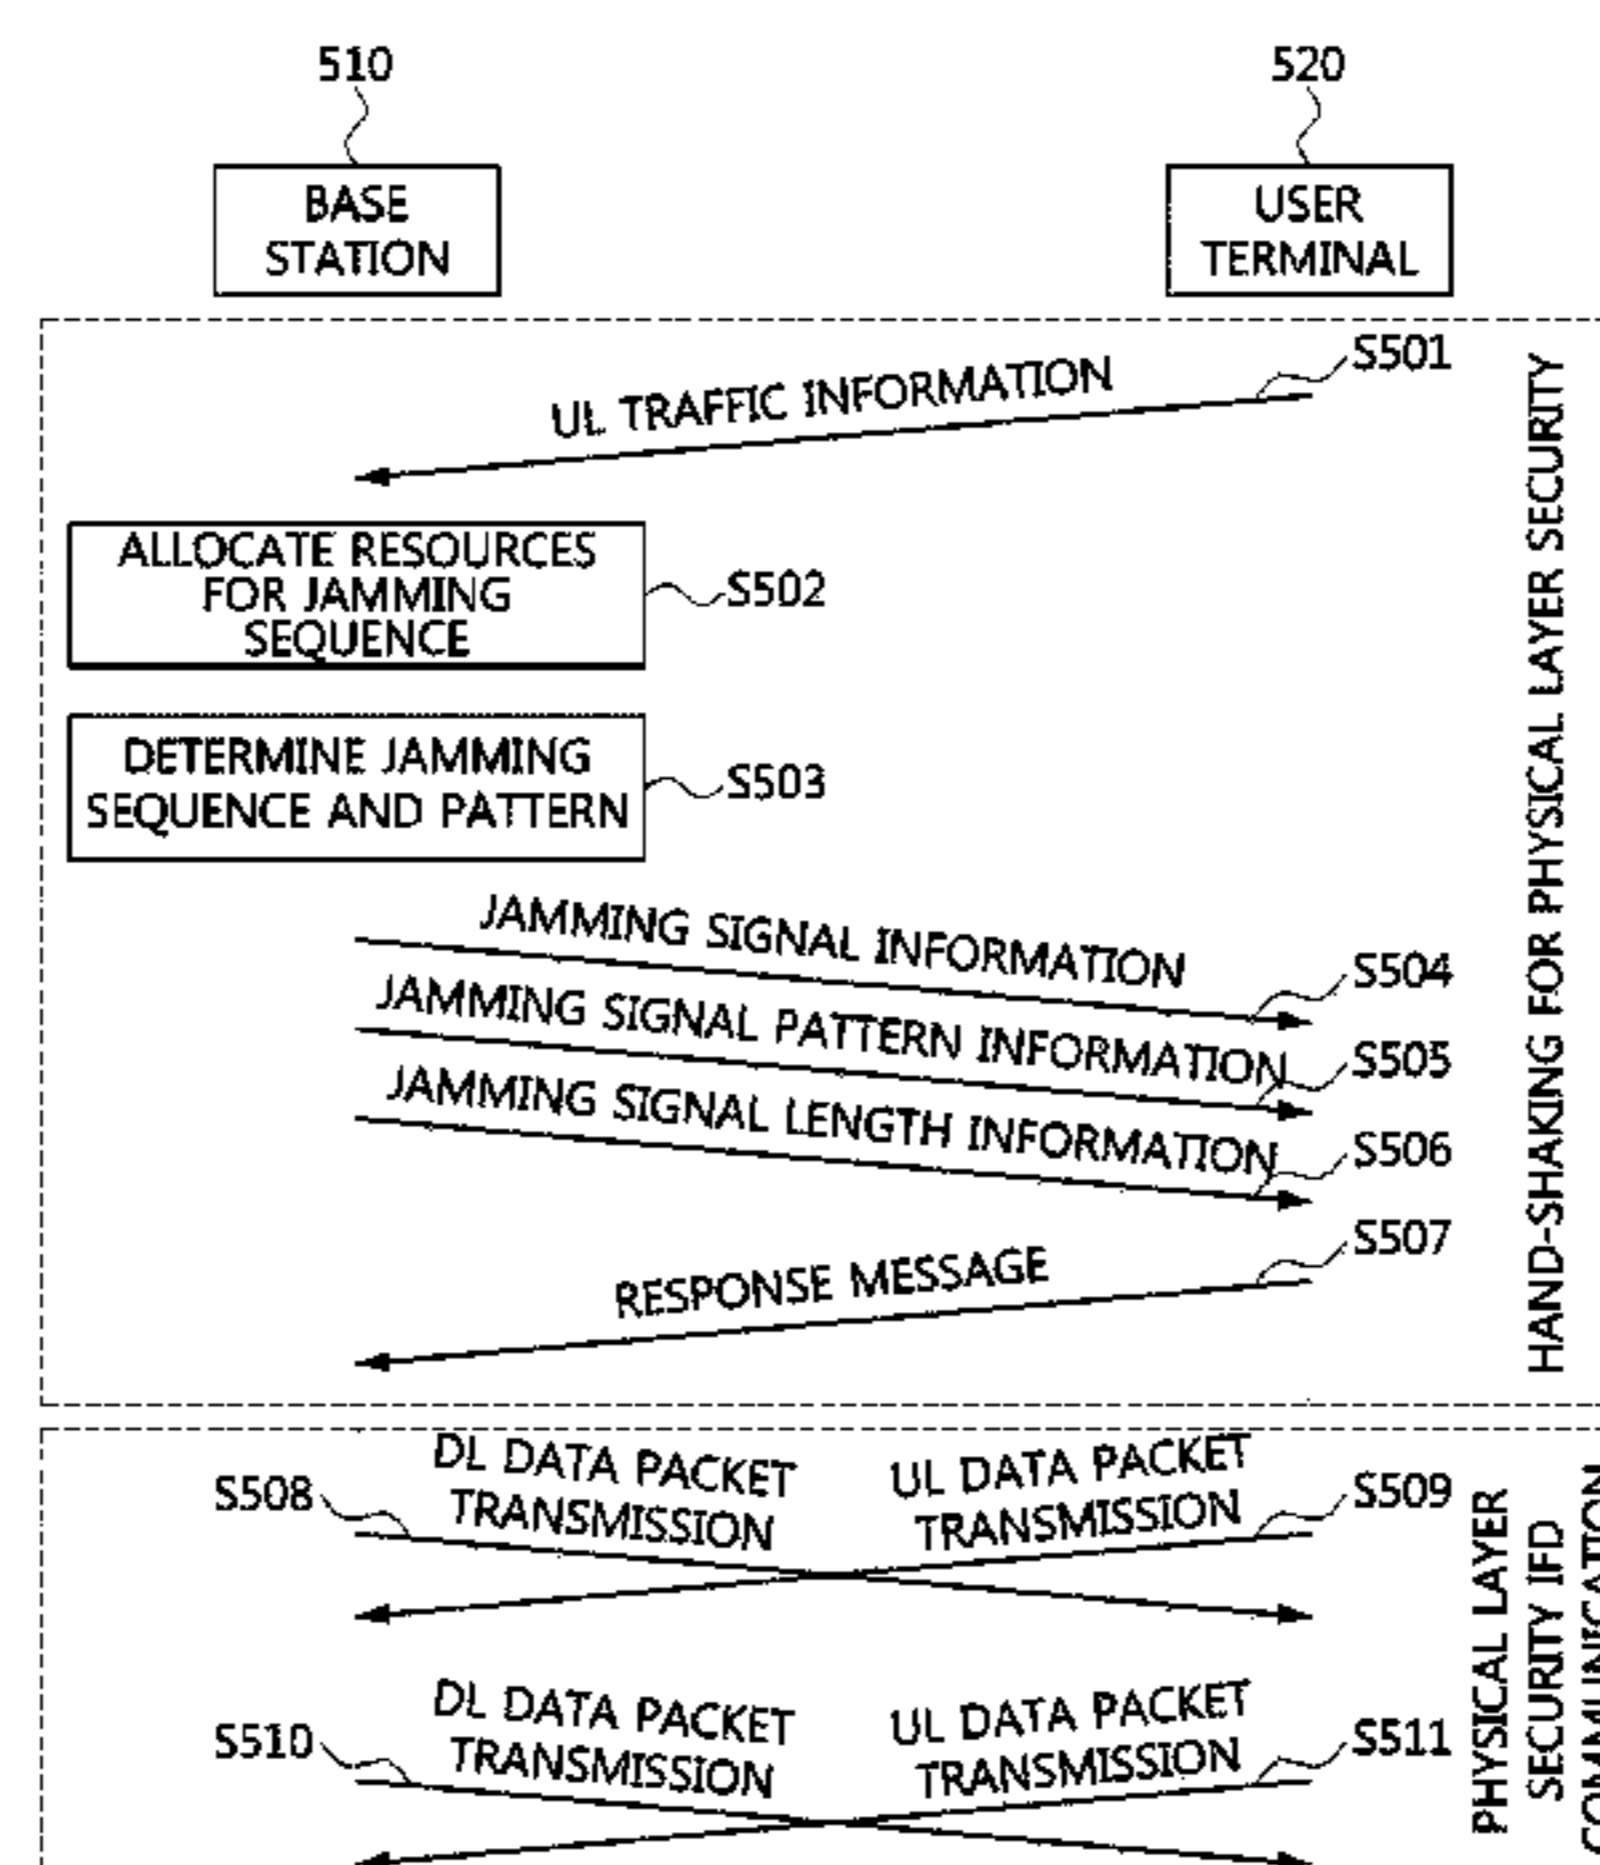 510
520
BASE
STATION
USER
TERMINAL
S501
UL TRAFFIC INFORMATION
ALLOCATE RESOURCES
FOR JAMMING
SEQUENCE
S502
DETERMINE JAMMING
SEQUENCE AND PATTERN
S503
JAMMING SIGNAL INFORMATION
S504
JAMMING SIGNAL PATTERN INFORMATION
S505
JAMMING SIGNAL LENGTH INFORMATION
S506
S507
RESPONSE MESSAGE
HAND-SHAKING FOR PHYSICAL LAYER SECURITY
S508
DL DATA PACKET
TRANSMISSION
UL DATA PACKET
TRANSMISSION
S509
S510
DL DATA PACKET
TRANSMISSION
UL DATA PACKET
TRANSMISSION
S511
PHYSICAL LAYER
SECURITY IFD
COMMUNICATION